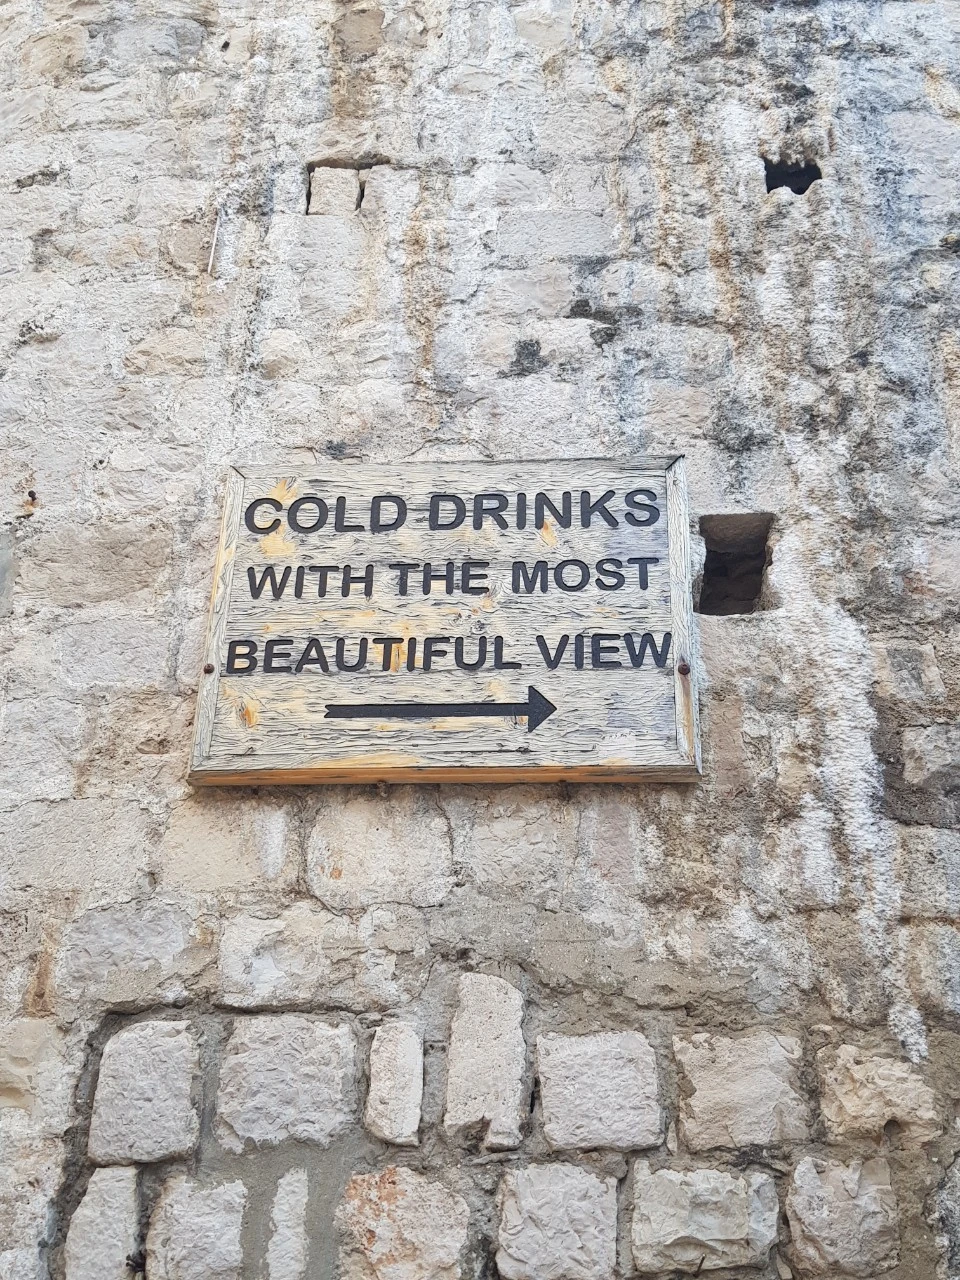 COLD DRINKS
WITH THE MOST
BEAUTIFUL VIEW